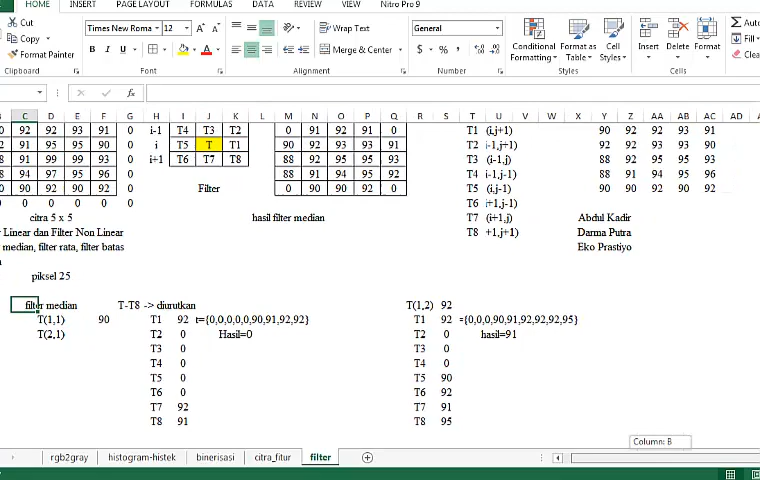 HOME INSERT PAGE LAYOUT FORMULAS DATA REVIEW VIEW Nitro Pro 9
Cut
Copy
Format Painter
Clipboard
Times New Roma 12
B I U
Font
Wrap Text
Merge & Center
Alignment
General
$ % ,
Number
Conditional Formatting
Format as Table
Cell Styles
Styles
Insert Delete Format
Cells
Auto
Fill
Clea
fx
C D E F G H I J K L M N O P Q R S T U V W X Y Z AA AB AC AD AE
0 92 92 93 91 0 i-1 T4 T3 T2 0 91 92 91 0 T1 (i,j+1) 90 92 92 93 91
2 91 95 95 90 0 i T5 T T1 90 92 93 93 91 T2 i-1,j+1) 92 92 93 93 90
8 91 99 99 93 0 i+1 T6 T7 T8 88 92 95 95 93 T3 (i-1,j) 88 92 95 95 93
8 94 97 95 96 0 88 91 94 95 92 T4 i-1,j-1) 88 91 94 95 96
0 90 92 90 92 0 Filter 0 90 90 92 0 T5 (i,j-1) 90 90 92 90 92
0 0 0 0 0 T6 i+1,j-1)
citra 5 x 5 hasil filter median T7 (i+1,j) Abdul Kadir
r Linear dan Filter Non Linear T8 +1,j+1) Darma Putra
median, filter rata, filter batas Eko Prastiyo
piksel 25
filter median T-T8 -> diurutkan T(1,2) 92
T(1,1) 90 T1 92 t={0,0,0,0,0,90,91,92,92} T1 92 ={0,0,0,90,91,92,92,92,95}
T(2,1) T2 0 Hasil=0 T2 0 hasil=91
T3 0 T3 0
T4 0 T4 0
T5 0 T5 90
T6 0 T6 92
T7 92 T7 91
T8 91 T8 95
Column: B
rgb2gray histogram-histek binerisasi citra_fitur filter